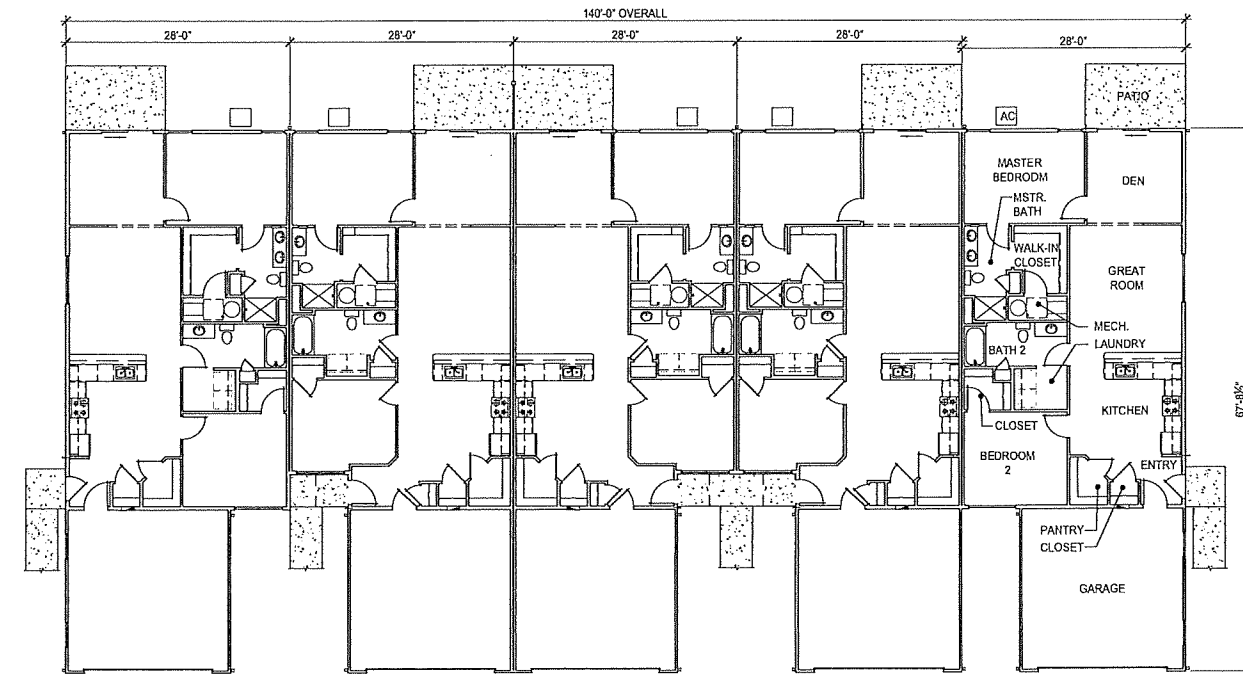 140'-0" OVERALL
28'-0"
28'-0"
28'-0"
28'-0"
28'-0"
PATIO
AC
MASTER
BEDROOM
DEN
MSTR.
BATH
WALK-IN
CLOSET
GREAT
ROOM
MECH.
LAUNDRY
BATH 2
67'-8½"
KITCHEN
CLOSET
BEDROOM
2
ENTRY
PANTRY
CLOSET
GARAGE